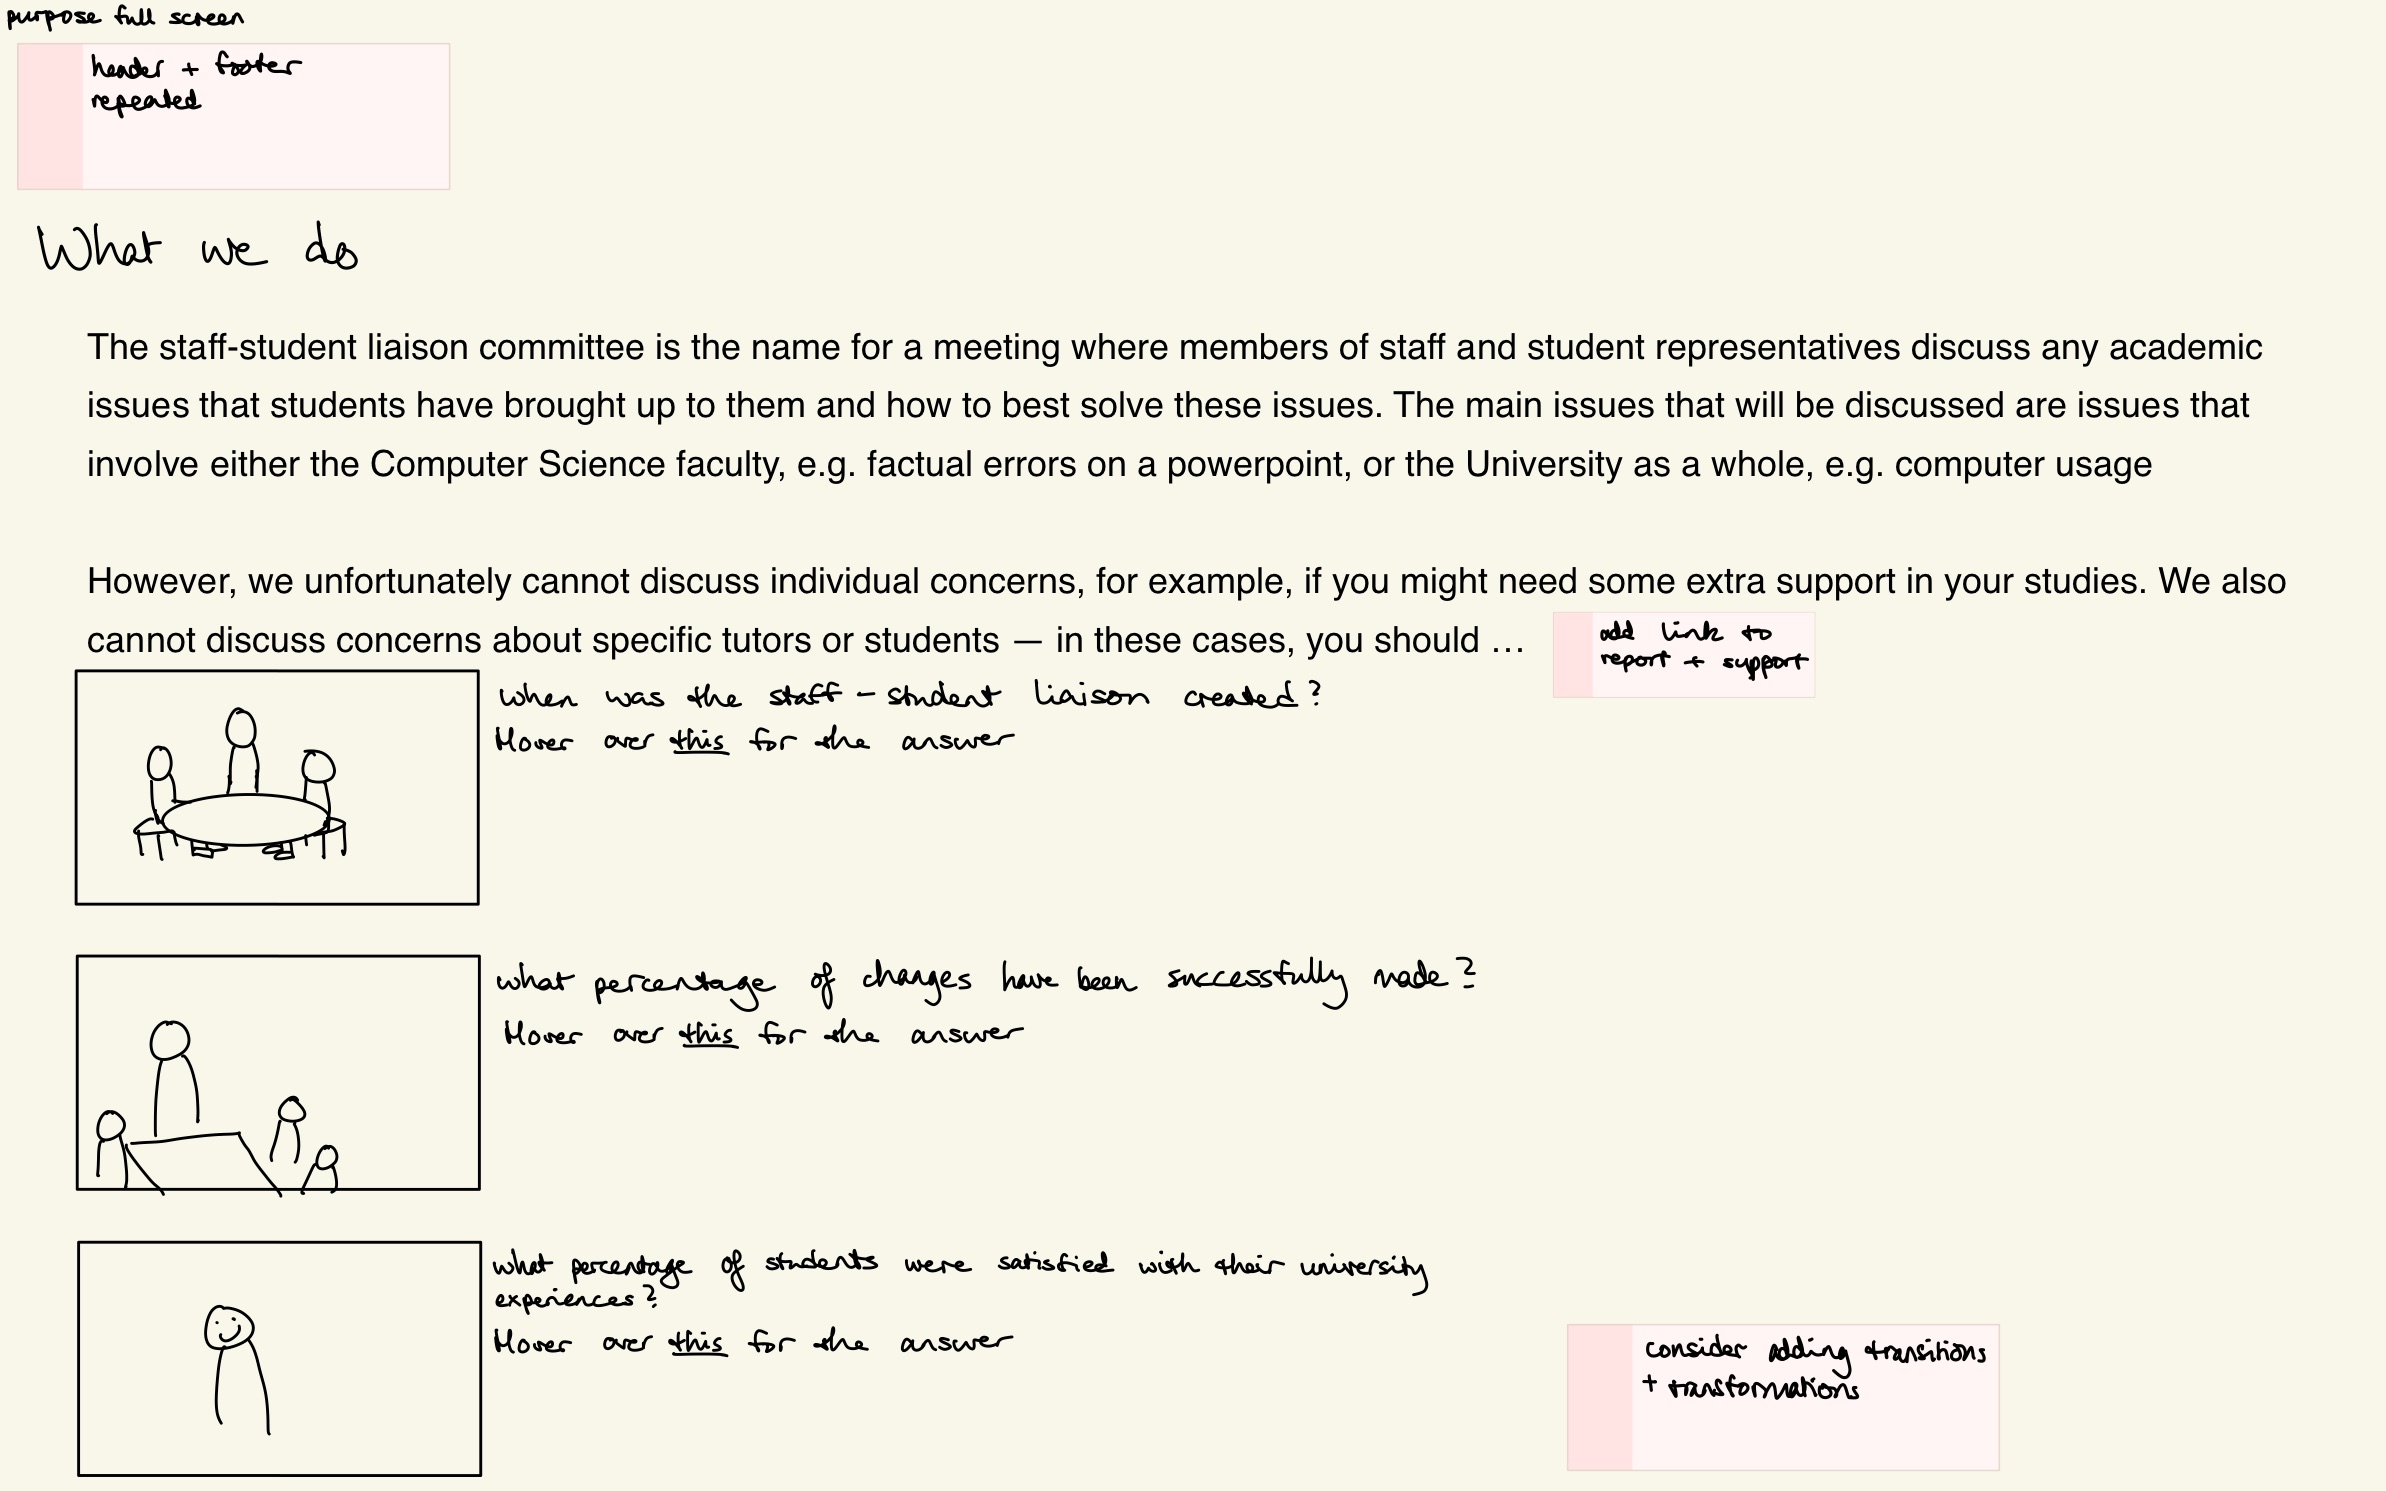 purpose full screen
header + footer
repeated
What we do
The staff-student liaison committee is the name for a meeting where members of staff and student representatives discuss any academic
issues that students have brought up to them and how to best solve these issues. The main issues that will be discussed are issues that
involve either the Computer Science faculty, e.g. factual errors on a powerpoint, or the University as a whole, e.g. computer usage
However, we unfortunately cannot discuss individual concerns, for example, if you might need some extra support in your studies. We also
cannot discuss concerns about specific tutors or students — in these cases, you should …
add link to
report + support
when was the staff - student liaison created?
Hover over this for the answer
what percentage of changes have been successfully made?
Hover over this for the answer
what percentage of students were satisfied with their university
experiences?
Hover over this for the answer
consider adding transitions
+ transformations